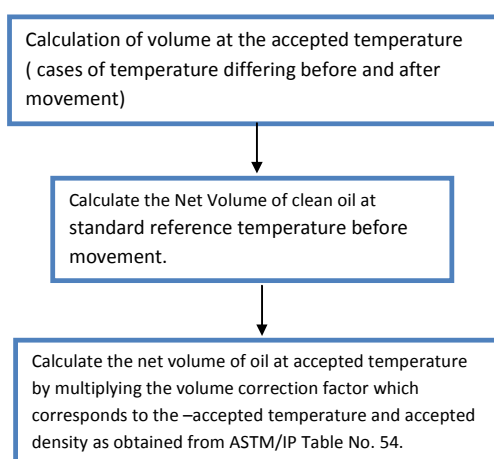 Calculation of volume at the accepted temperature
( cases of temperature differing before and after
movement)
Calculate the Net Volume of clean oil at
standard reference temperature before
movement.
Calculate the net volume of oil at accepted temperature
by multiplying the volume correction factor which
corresponds to the –accepted temperature and accepted
density as obtained from ASTM/IP Table No. 54.